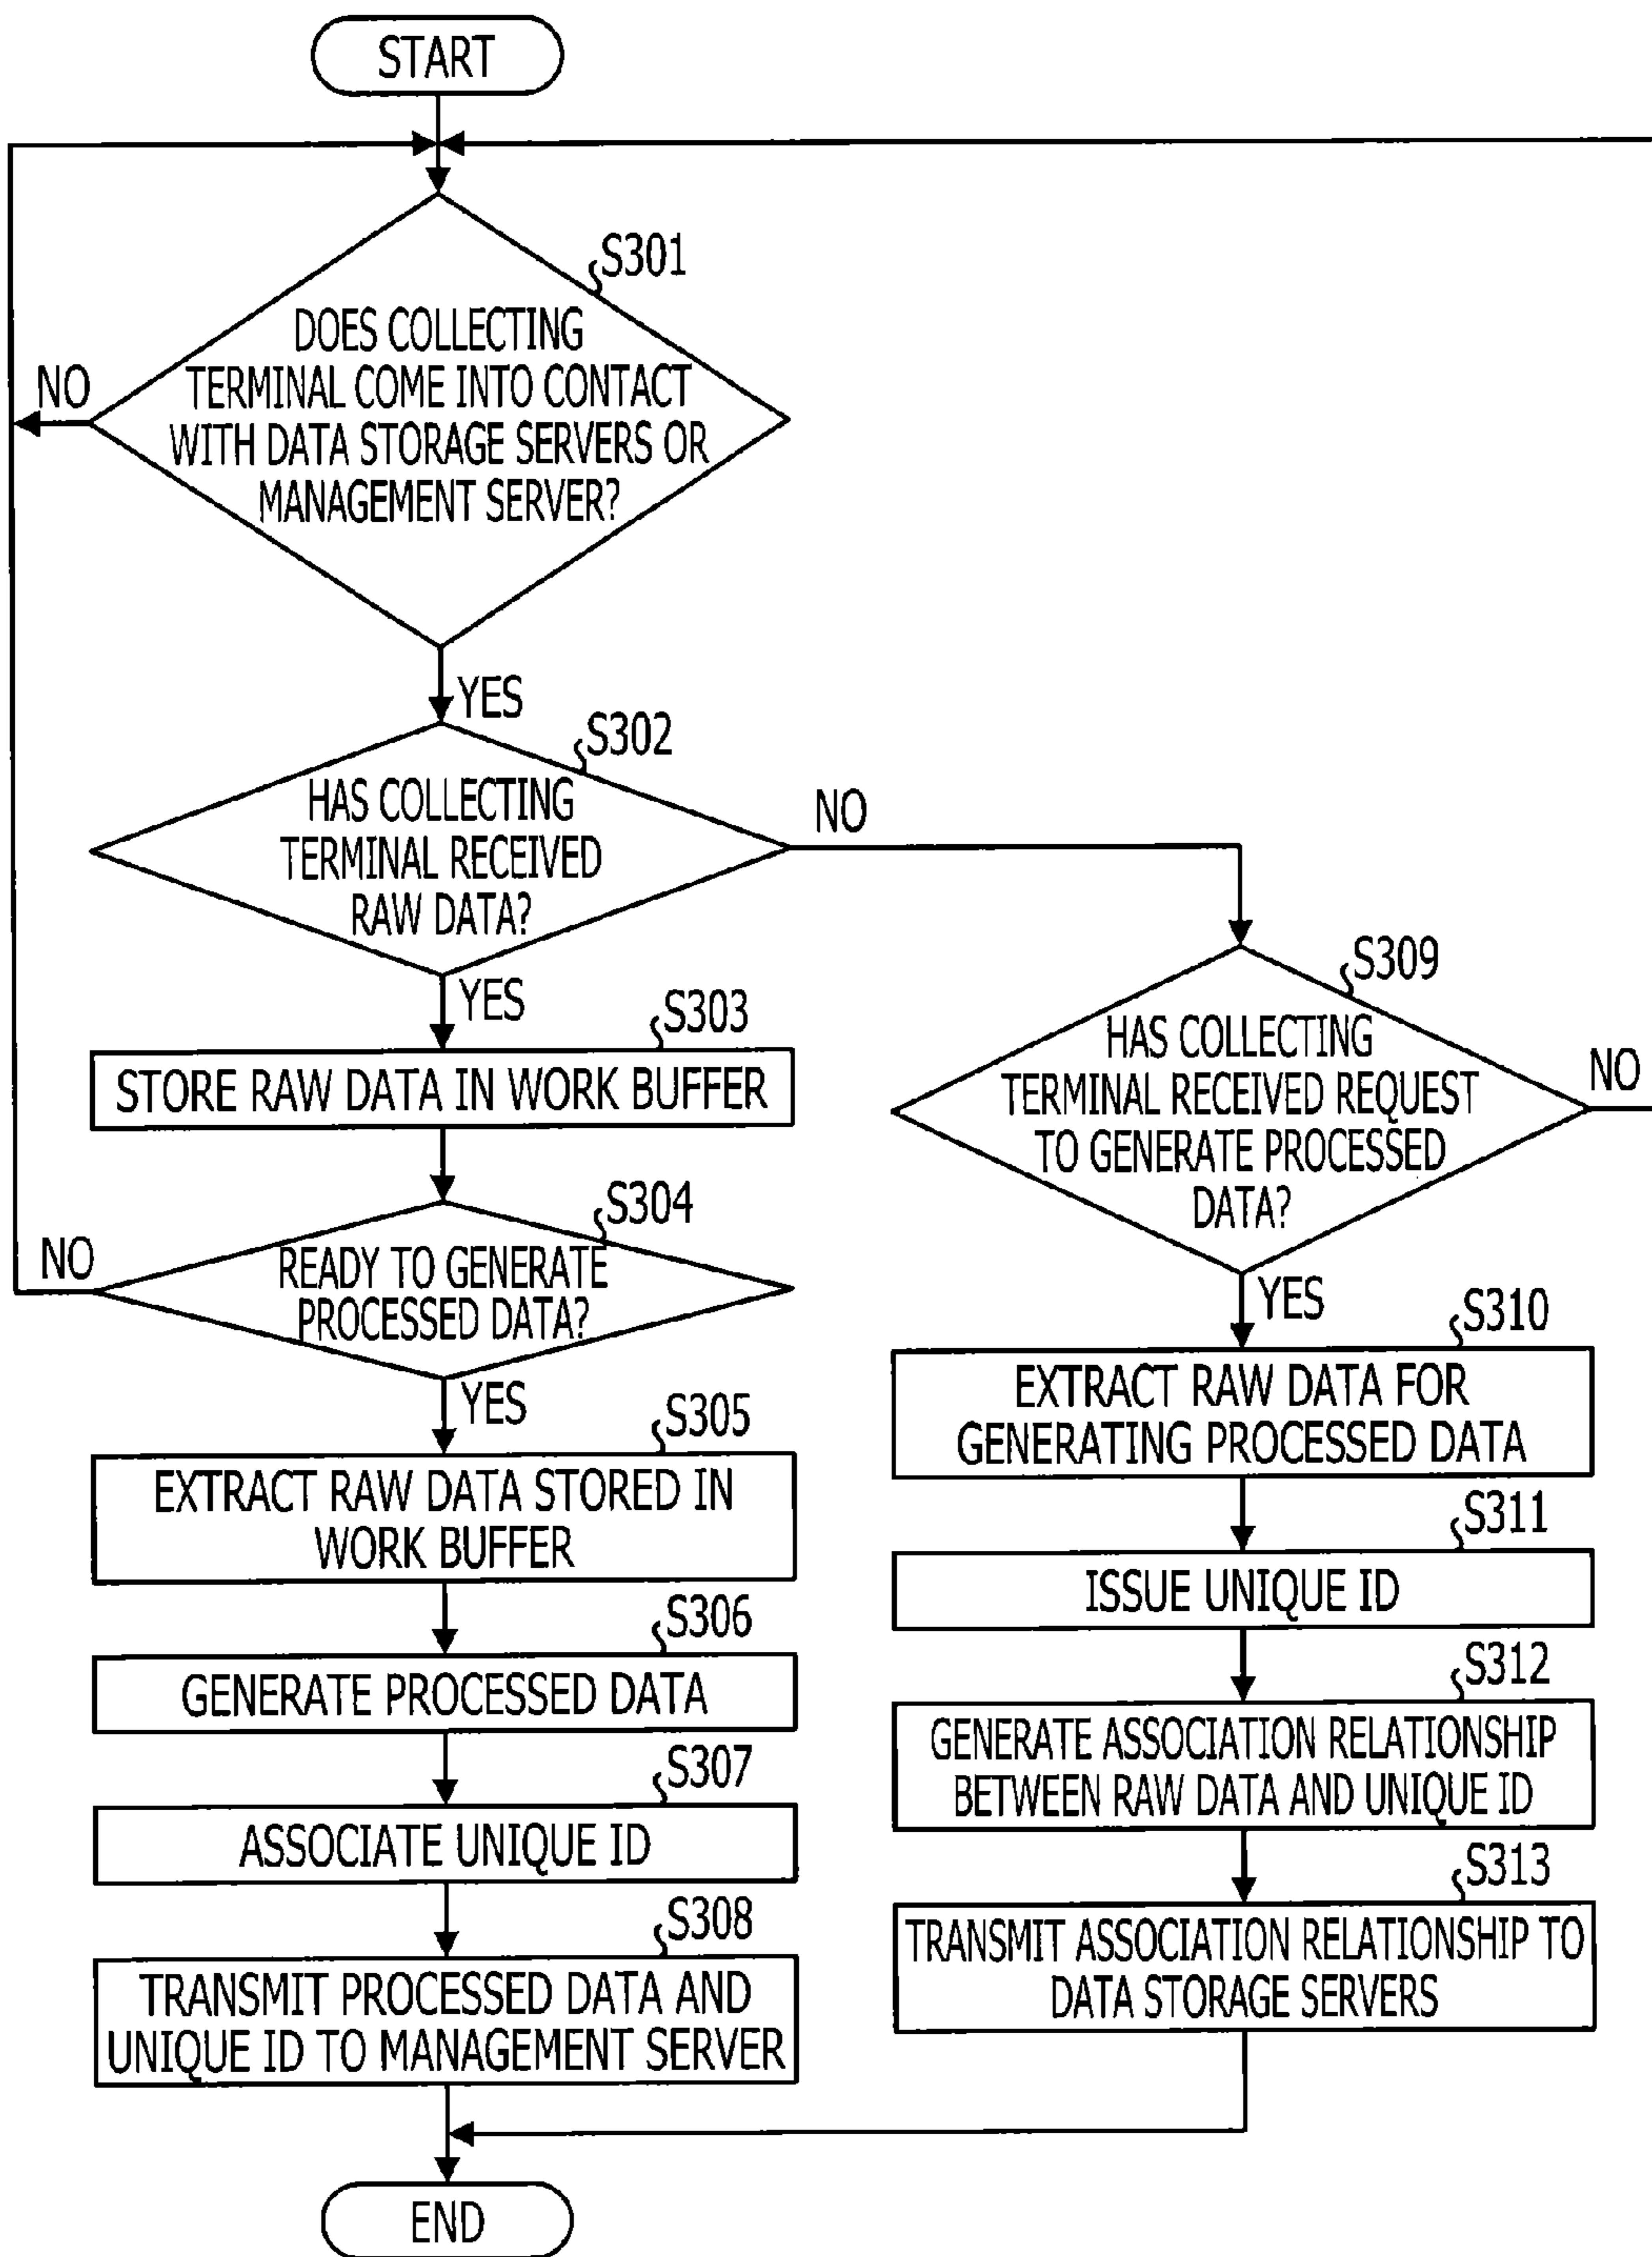 START
S301
DOES COLLECTING
TERMINAL COME INTO CONTACT
WITH DATA STORAGE SERVERS OR
MANAGEMENT SERVER?
NO
YES
S302
HAS COLLECTING
TERMINAL RECEIVED
RAW DATA?
NO
YES
S303
STORE RAW DATA IN WORK BUFFER
S304
READY TO GENERATE
PROCESSED DATA?
NO
YES
S305
EXTRACT RAW DATA STORED IN
WORK BUFFER
S306
GENERATE PROCESSED DATA
S307
ASSOCIATE UNIQUE ID
S308
TRANSMIT PROCESSED DATA AND
UNIQUE ID TO MANAGEMENT SERVER
S309
HAS COLLECTING
TERMINAL RECEIVED REQUEST
TO GENERATE PROCESSED
DATA?
NO
YES
S310
EXTRACT RAW DATA FOR
GENERATING PROCESSED DATA
S311
ISSUE UNIQUE ID
S312
GENERATE ASSOCIATION RELATIONSHIP
BETWEEN RAW DATA AND UNIQUE ID
S313
TRANSMIT ASSOCIATION RELATIONSHIP TO
DATA STORAGE SERVERS
END